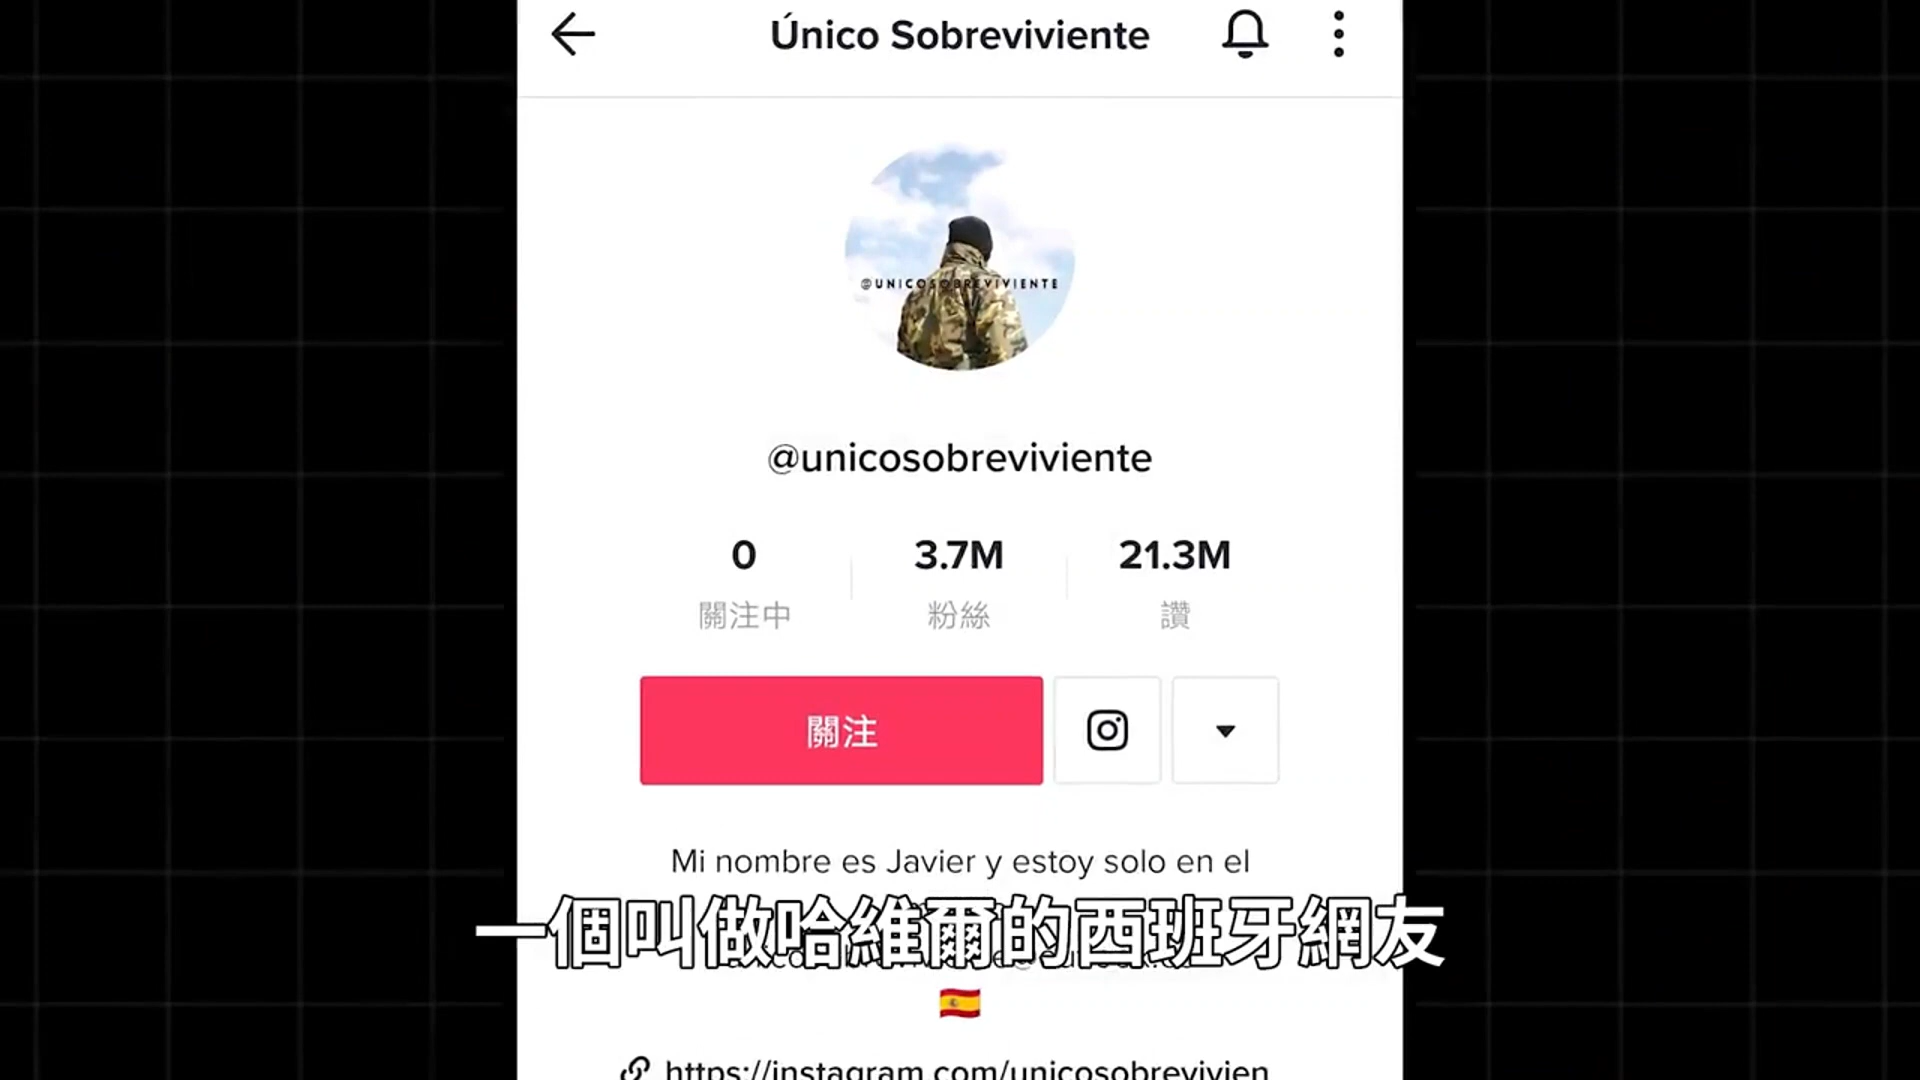 Único Sobreviviente
@UNICOSOBREVIVIENTE
@unicosobreviviente
0
3.7M
21.3M
關注中
粉絲
讚
關注
Mi nombre es Javier y estoy solo en el
一個叫做哈維爾的西班牙網友
https://instagram.com/unicosobrevivien